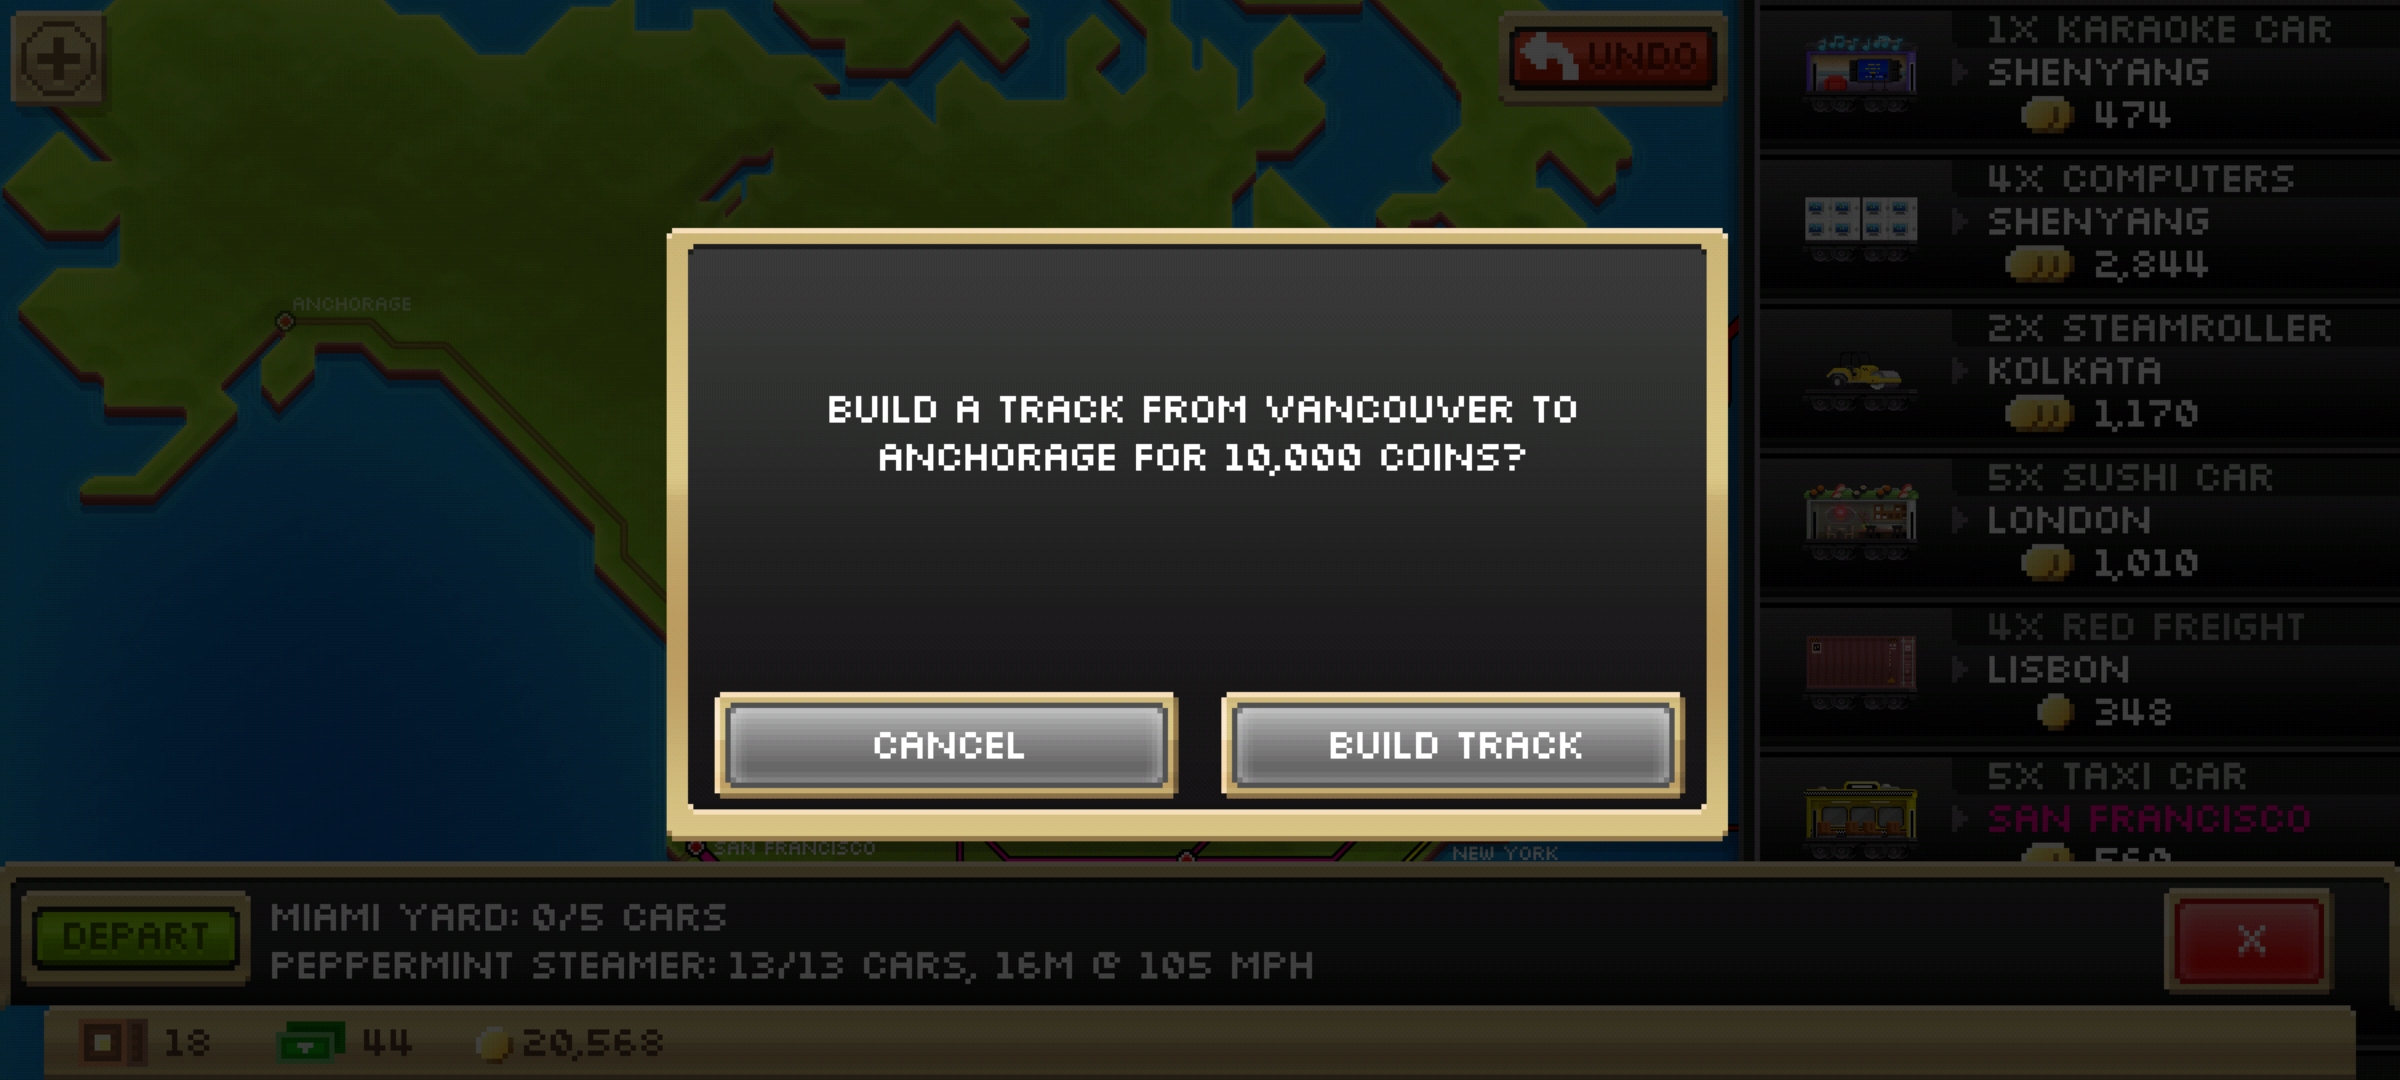 UNDO
ANCHORAGE
BUILD A TRACK FROM VANCOUVER TO
ANCHORAGE FOR 10,000 COINS?
CANCEL
BUILD TRACK
SAN FRANCISCO
NEW YORK
1X KARAOKE CAR
SHENYANG
474
4X COMPUTERS
SHENYANG
2,844
2X STEAMROLLER
KOLKATA
1,170
5X SUSHI CAR
LONDON
1,010
4X RED FREIGHT
LISBON
348
5X TAXI CAR
SAN FRANCISCO
560
DEPART
MIAMI YARD: 0/5 CARS
PEPPERMINT STEAMER: 13/13 CARS, 16M @ 105 MPH
X
18
44
20,568